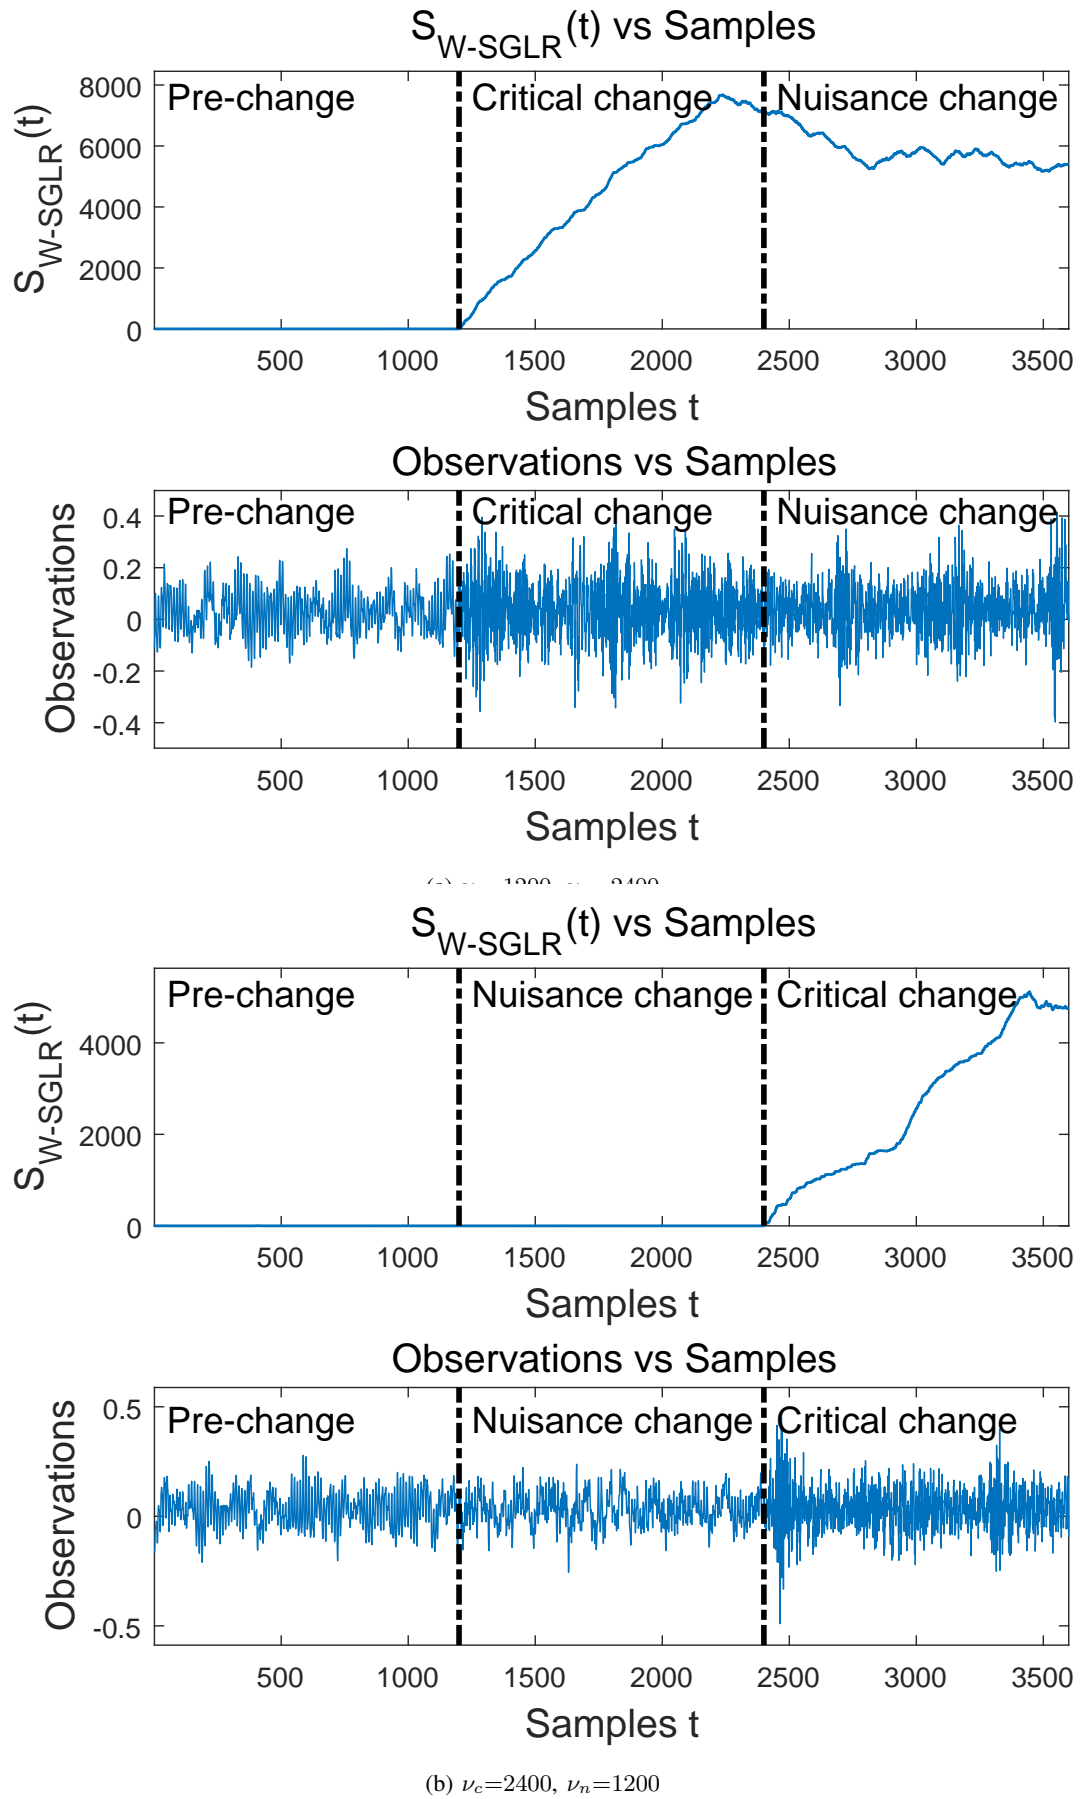 S_W-SGLR(t) vs Samples
S_W-SGLR(t)
8000
6000
4000
2000
0
Pre-change
Critical change
Nuisance change
500 1000 1500 2000 2500 3000 3500
Samples t
Observations vs Samples
Observations
0.4
0.2
0
-0.2
-0.4
Pre-change
Critical change
Nuisance change
500 1000 1500 2000 2500 3000 3500
Samples t
S_W-SGLR(t) vs Samples
S_W-SGLR(t)
4000
2000
0
Pre-change
Nuisance change
Critical change
500 1000 1500 2000 2500 3000 3500
Samples t
Observations vs Samples
Observations
0.5
0
-0.5
Pre-change
Nuisance change
Critical change
500 1000 1500 2000 2500 3000 3500
Samples t
(b) ν_c=2400, ν_n=1200